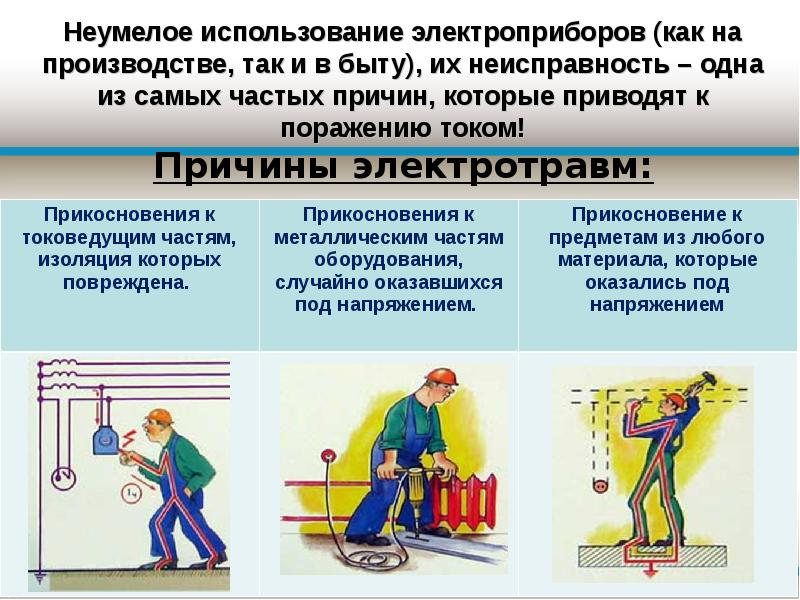 Неумелое использование электроприборов (как на
производстве, так и в быту), их неисправность – одна
из самых частых причин, которые приводят к
поражению током!
Причины электротравм:
Прикосновения к
токоведущим частям,
изоляция которых
повреждена.
Прикосновения к
металлическим частям
оборудования,
случайно оказавшихся
под напряжением.
Прикосновение к
предметам из любого
материала, которые
оказались под
напряжением